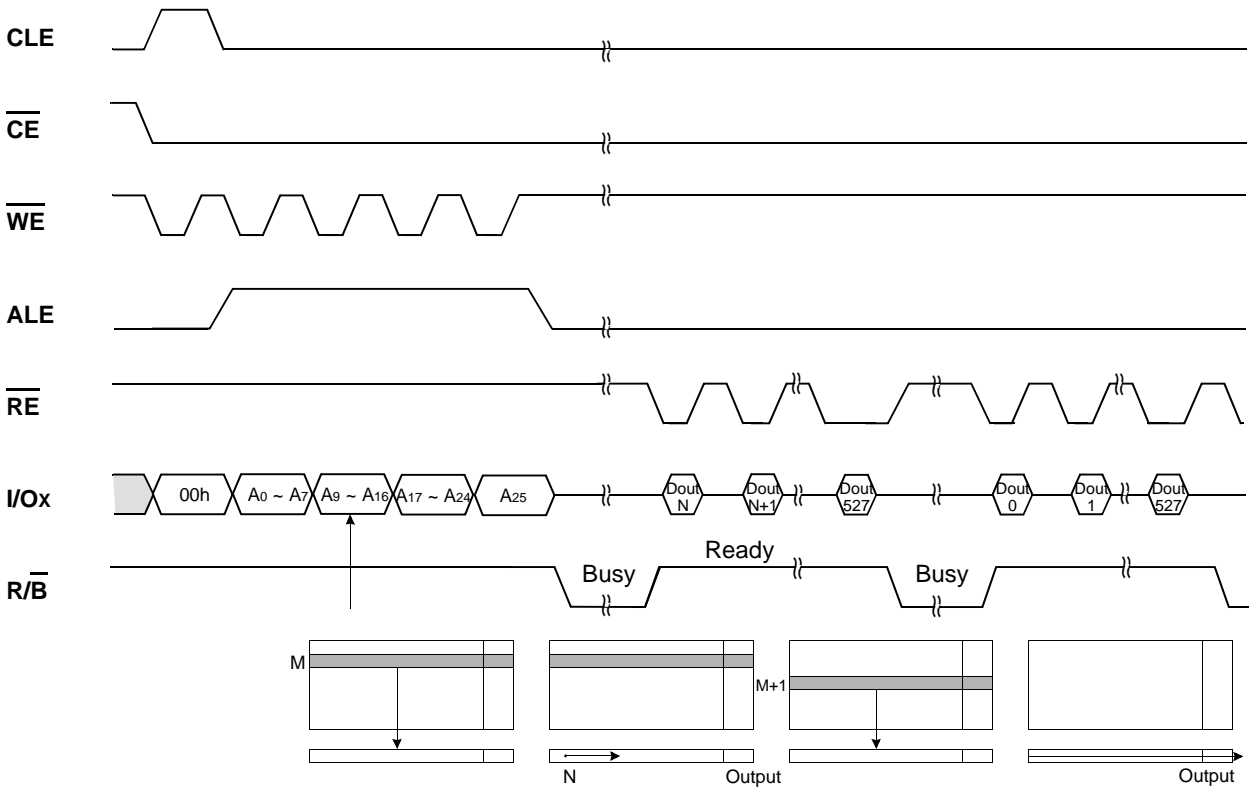 CLE
CE
WE
ALE
RE
I/Ox 00h A0 ~ A7 A9 ~ A16 A17 ~ A24 A25 Dout N Dout N+1 Dout 527 Dout 0 Dout 1 Dout 527
Ready
R/B Busy Busy
M
M+1
N Output Output